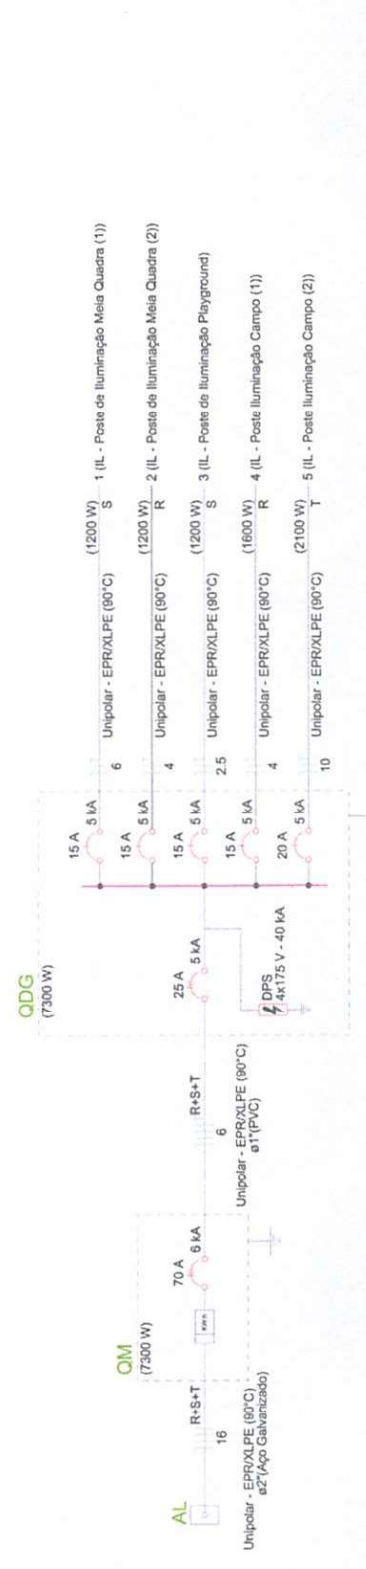 AL
R+S+T
16
Unipolar - EPR/XLPE (90°C)
ø2"(Aço Galvanizado)
QM
(7300 W)
KWh
70 A
6 kA
R+S+T
6
Unipolar - EPR/XLPE (90°C)
ø1"(PVC)
QDG
(7300 W)
25 A
5 kA
DPS
4x175 V - 40 kA
15 A
5 kA
6
Unipolar - EPR/XLPE (90°C)
(1200 W)
S
1 (IL - Poste de Iluminação Meia Quadra (1))
15 A
5 kA
4
Unipolar - EPR/XLPE (90°C)
(1200 W)
R
2 (IL - Poste de Iluminação Meia Quadra (2))
15 A
5 kA
2.5
Unipolar - EPR/XLPE (90°C)
(1200 W)
S
3 (IL - Poste de Iluminação Playground)
15 A
5 kA
4
Unipolar - EPR/XLPE (90°C)
(1600 W)
R
4 (IL - Poste Iluminação Campo (1))
20 A
5 kA
10
Unipolar - EPR/XLPE (90°C)
(2100 W)
T
5 (IL - Poste Iluminação Campo (2))